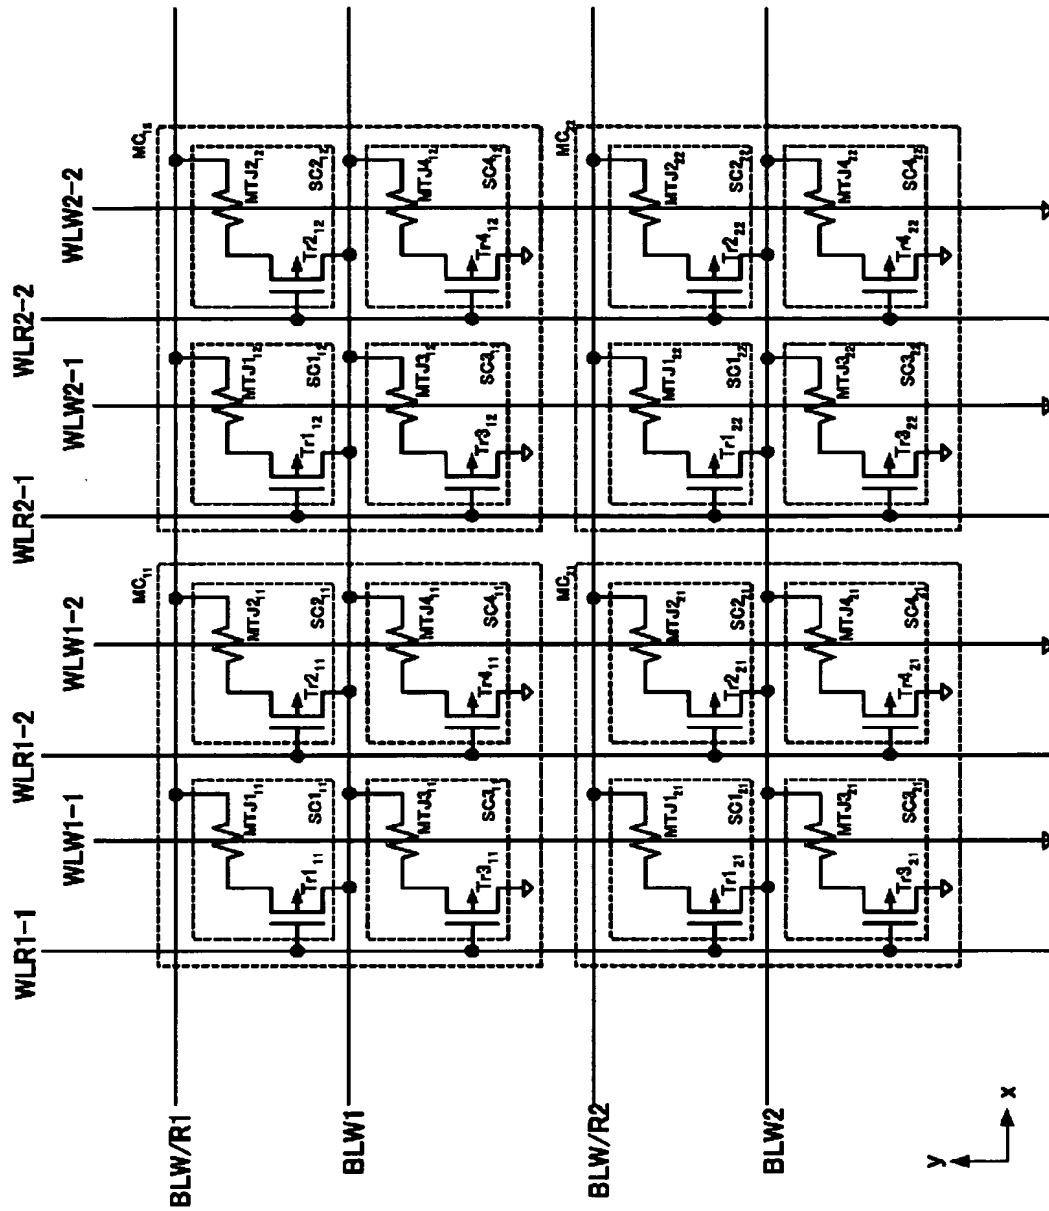 WLR1-1
WLW1-1
WLR1-2
WLW1-2
WLR2-1
WLW2-1
WLR2-2
WLW2-2
BLW/R1
MC₁₁
MTJ1₁₁
Tr1₁₁
SC1₁₁
MTJ2₁₁
Tr2₁₁
SC2₁₁
MC₁₂
MTJ1₁₂
Tr1₁₂
SC1₁₂
MTJ2₁₂
Tr2₁₂
SC2₁₂
BLW1
MTJ3₁₁
Tr3₁₁
SC3₁₁
MTJ4₁₁
Tr4₁₁
SC4₁₁
MTJ3₁₂
Tr3₁₂
SC3₁₂
MTJ4₁₂
Tr4₁₂
SC4₁₂
BLW/R2
MC₂₁
MTJ1₂₁
Tr1₂₁
SC1₂₁
MTJ2₂₁
Tr2₂₁
SC2₂₁
MC₂₂
MTJ1₂₂
Tr1₂₂
SC1₂₂
MTJ2₂₂
Tr2₂₂
SC2₂₂
BLW2
MTJ3₂₁
Tr3₂₁
SC3₂₁
MTJ4₂₁
Tr4₂₁
SC4₂₁
MTJ3₂₂
Tr3₂₂
SC3₂₂
MTJ4₂₂
Tr4₂₂
SC4₂₂
y
x